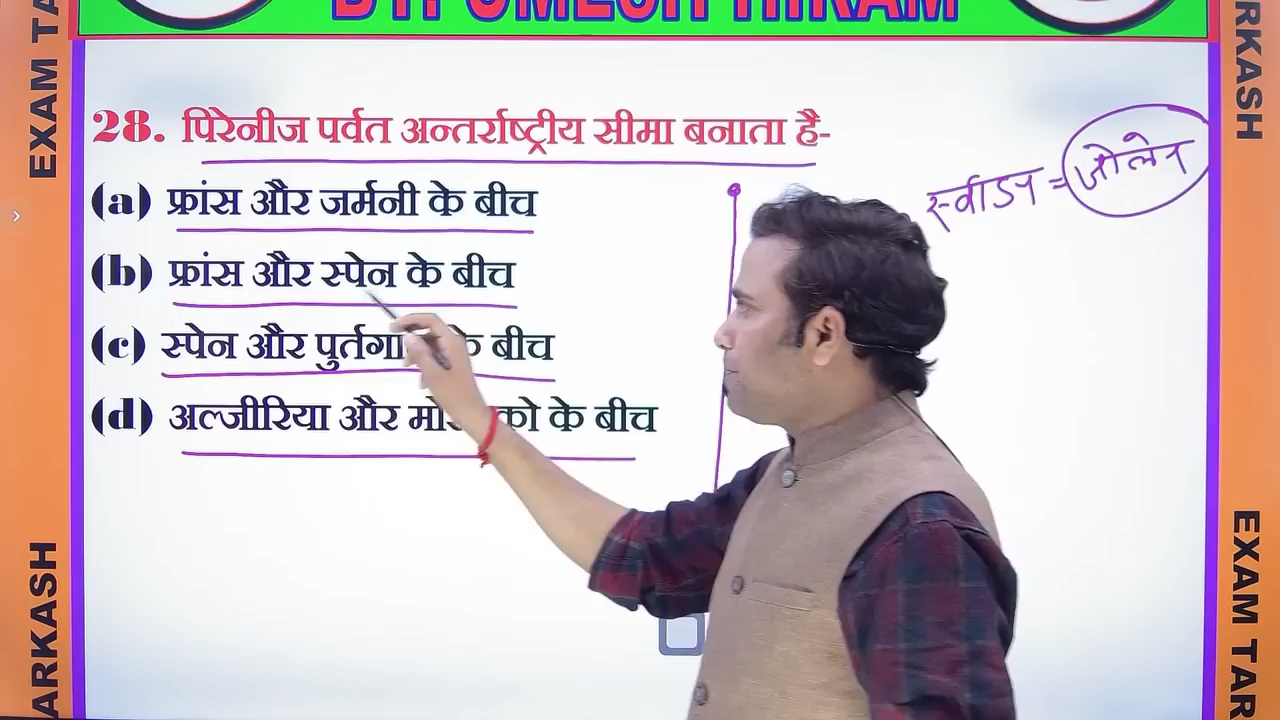 28. पिरेनीज पर्वत अन्तर्राष्ट्रीय सीमा बनाता है-
(a) फ्रांस और जर्मनी के बीच
(b) फ्रांस और स्पेन के बीच
(c) स्पेन और पुर्तगा के बीच
(d) अल्जीरिया और को के बीच
स्वीडन = जोलेन
EXAM TA
ARKASH
RKASH
EXAM TAR